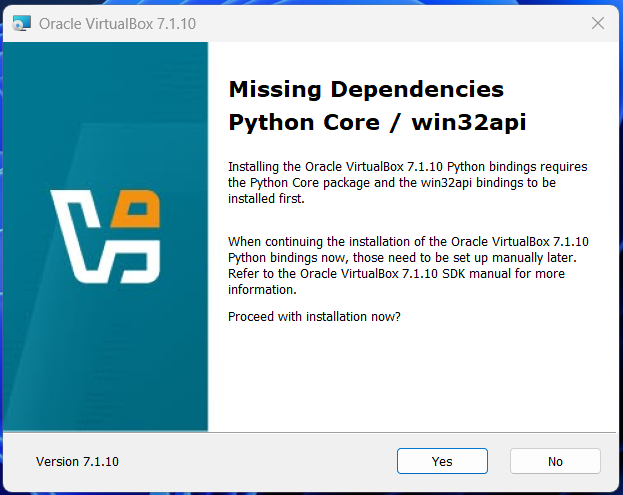 Oracle VirtualBox 7.1.10
Missing Dependencies
Python Core / win32api
Installing the Oracle VirtualBox 7.1.10 Python bindings requires
the Python Core package and the win32api bindings to be
installed first.
When continuing the installation of the Oracle VirtualBox 7.1.10
Python bindings now, those need to be set up manually later.
Refer to the Oracle VirtualBox 7.1.10 SDK manual for more
information.
Proceed with installation now?
Version 7.1.10
Yes
No